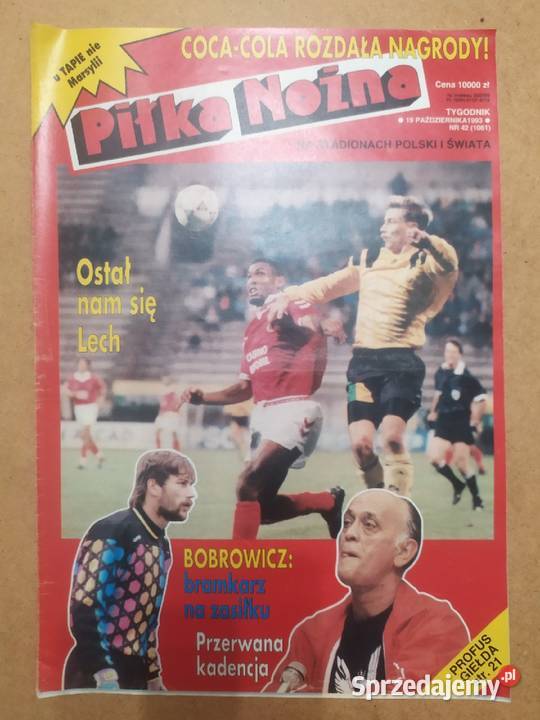 u TAPIE nie
Marsylii
COCA-COLA ROZDAŁA NAGRODY!
Piłka Nożna
Cena 10000 zł
TYGODNIK
● 19 PAŹDZIERNIKA 1993 ●
NR 42 (1061)
NA STADIONACH POLSKI I ŚWIATA
Ostał
nam się
Lech
BOBROWICZ:
bramkarz
na zasiłku
Przerwana
kadencja
PROFUS
GIEŁDA
str. 21
Sprzedajemy.pl